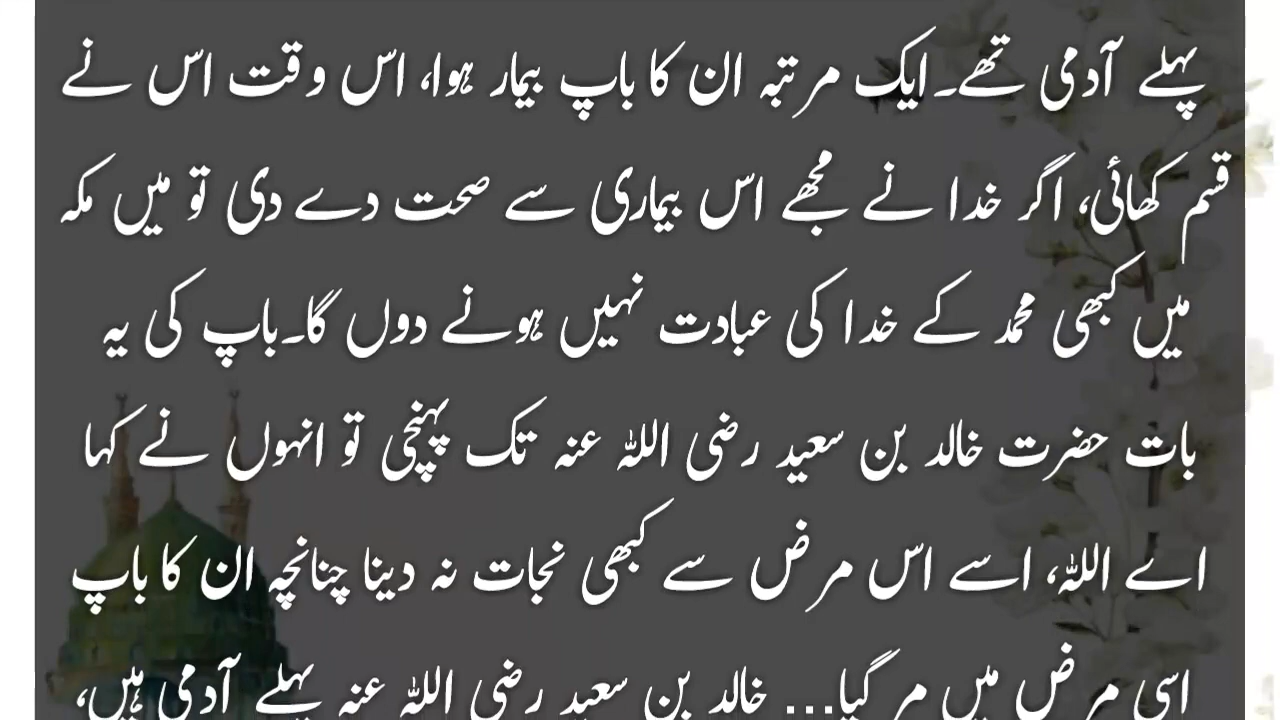 پہلے آدمی تھے۔ایک مرتبہ ان کا باپ بیمار ہوا، اس وقت اس نے
قسم کھائی، اگر خدا نے مجھے اس بیماری سے صحت دے دی تو میں مکہ
میں کبھی محمد کے خدا کی عبادت نہیں ہونے دوں گا۔باپ کی یہ
بات حضرت خالد بن سعید رضی اللہ عنہ تک پہنچی تو انہوں نے کہا
اے اللہ، اسے اس مرض سے کبھی نجات نہ دینا چنانچہ ان کا باپ
اسی مرض میں مر گیا... خالد بن سعید رضی اللہ عنہ پہلے آدمی ہیں،